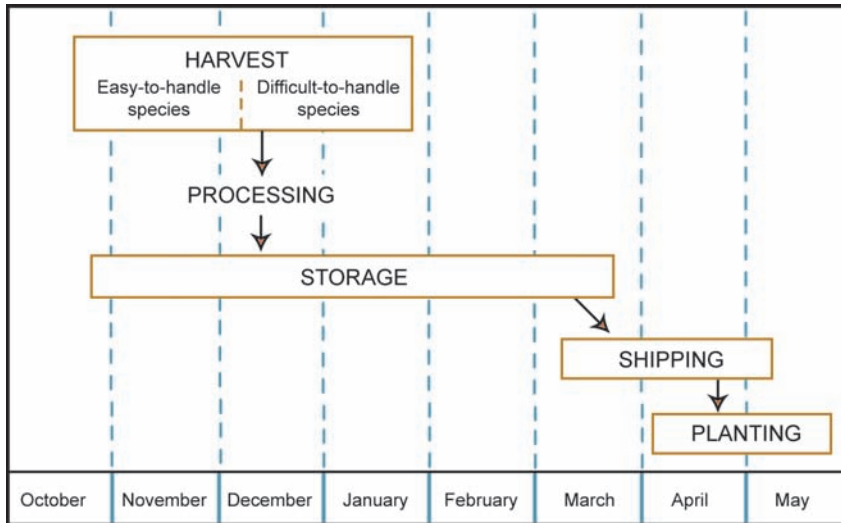 HARVEST
Easy-to-handle
species
Difficult-to-handle
species
PROCESSING
STORAGE
SHIPPING
PLANTING
October
November
December
January
February
March
April
May